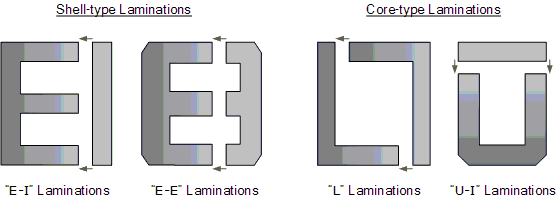 Shell-type Laminations
Core-type Laminations
"E-I" Laminations
"E-E" Laminations
"L" Laminations
"U-I" Laminations